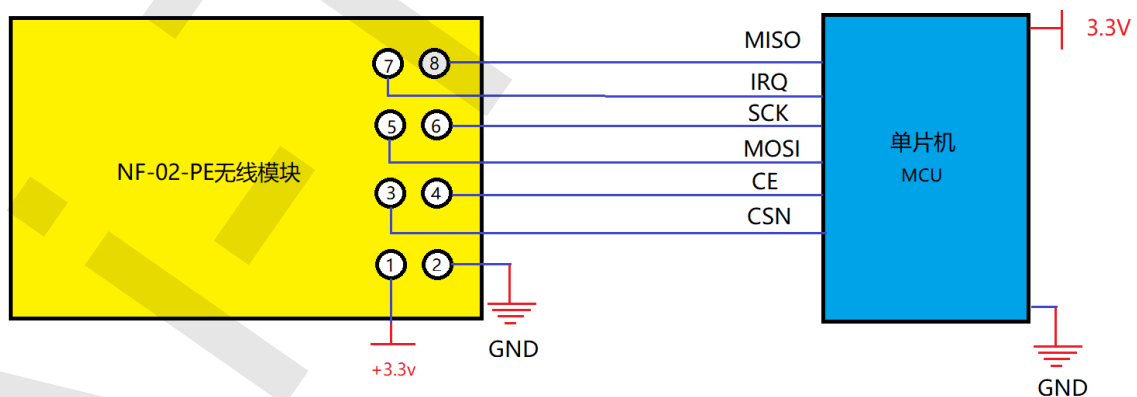 MISO
3.3V
7
8
IRQ
SCK
5
6
单片机
MOSI
MCU
NF-02-PE无线模块
CE
3
4
CSN
1
2
GND
+3.3v
GND